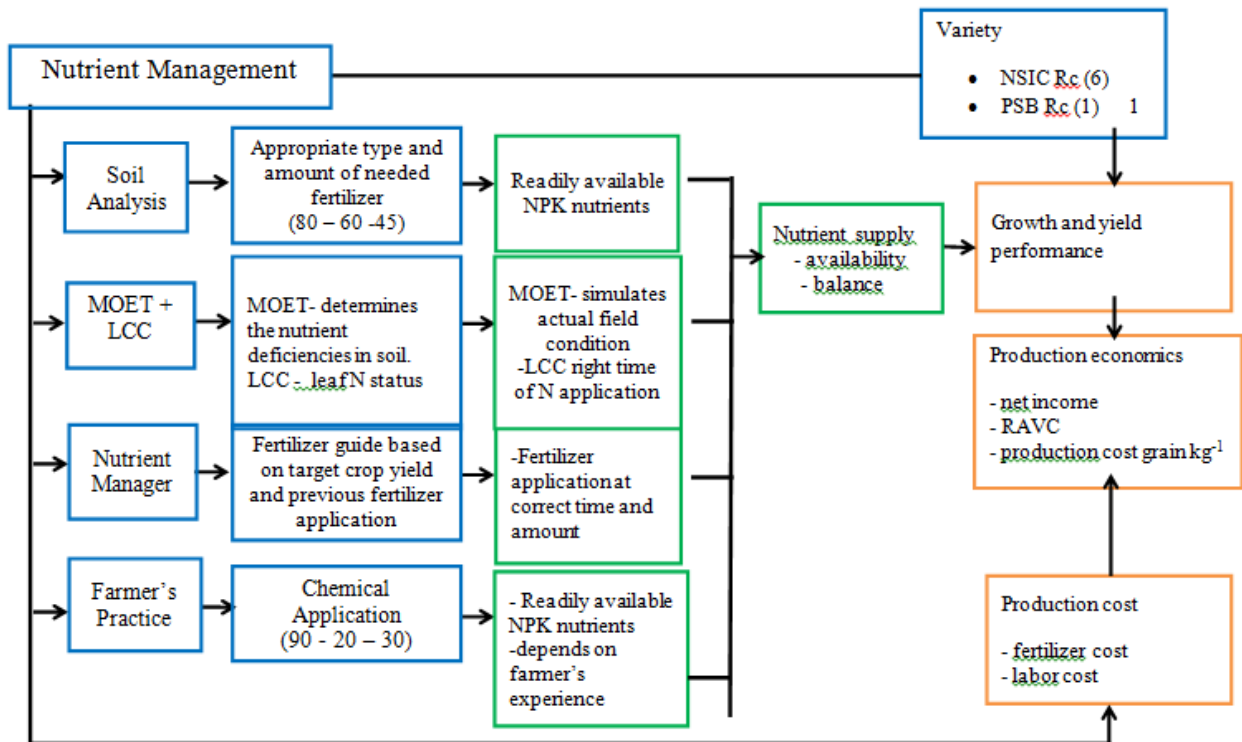 Nutrient Management
Variety
• NSIC Rc (6)
• PSB Rc (1) 1
Soil
Analysis
Appropriate type and
amount of needed
fertilizer
(80 – 60 -45)
Readily available
NPK nutrients
Nutrient supply
- availability
- balance
Growth and yield
performance
MOET +
LCC
MOET- determines
the nutrient
deficiencies in soil.
LCC - leaf N status
MOET- simulates
actual field
condition
-LCC right time
of N application
Production economics
- net income
- RAVC
- production cost grain kg⁻¹
Nutrient
Manager
Fertilizer guide based
on target crop yield
and previous fertilizer
application
-Fertilizer
application at
correct time and
amount
Farmer’s
Practice
Chemical
Application
(90 - 20 – 30)
- Readily available
NPK nutrients
-depends on
farmer’s
experience
Production cost
- fertilizer cost
- labor cost